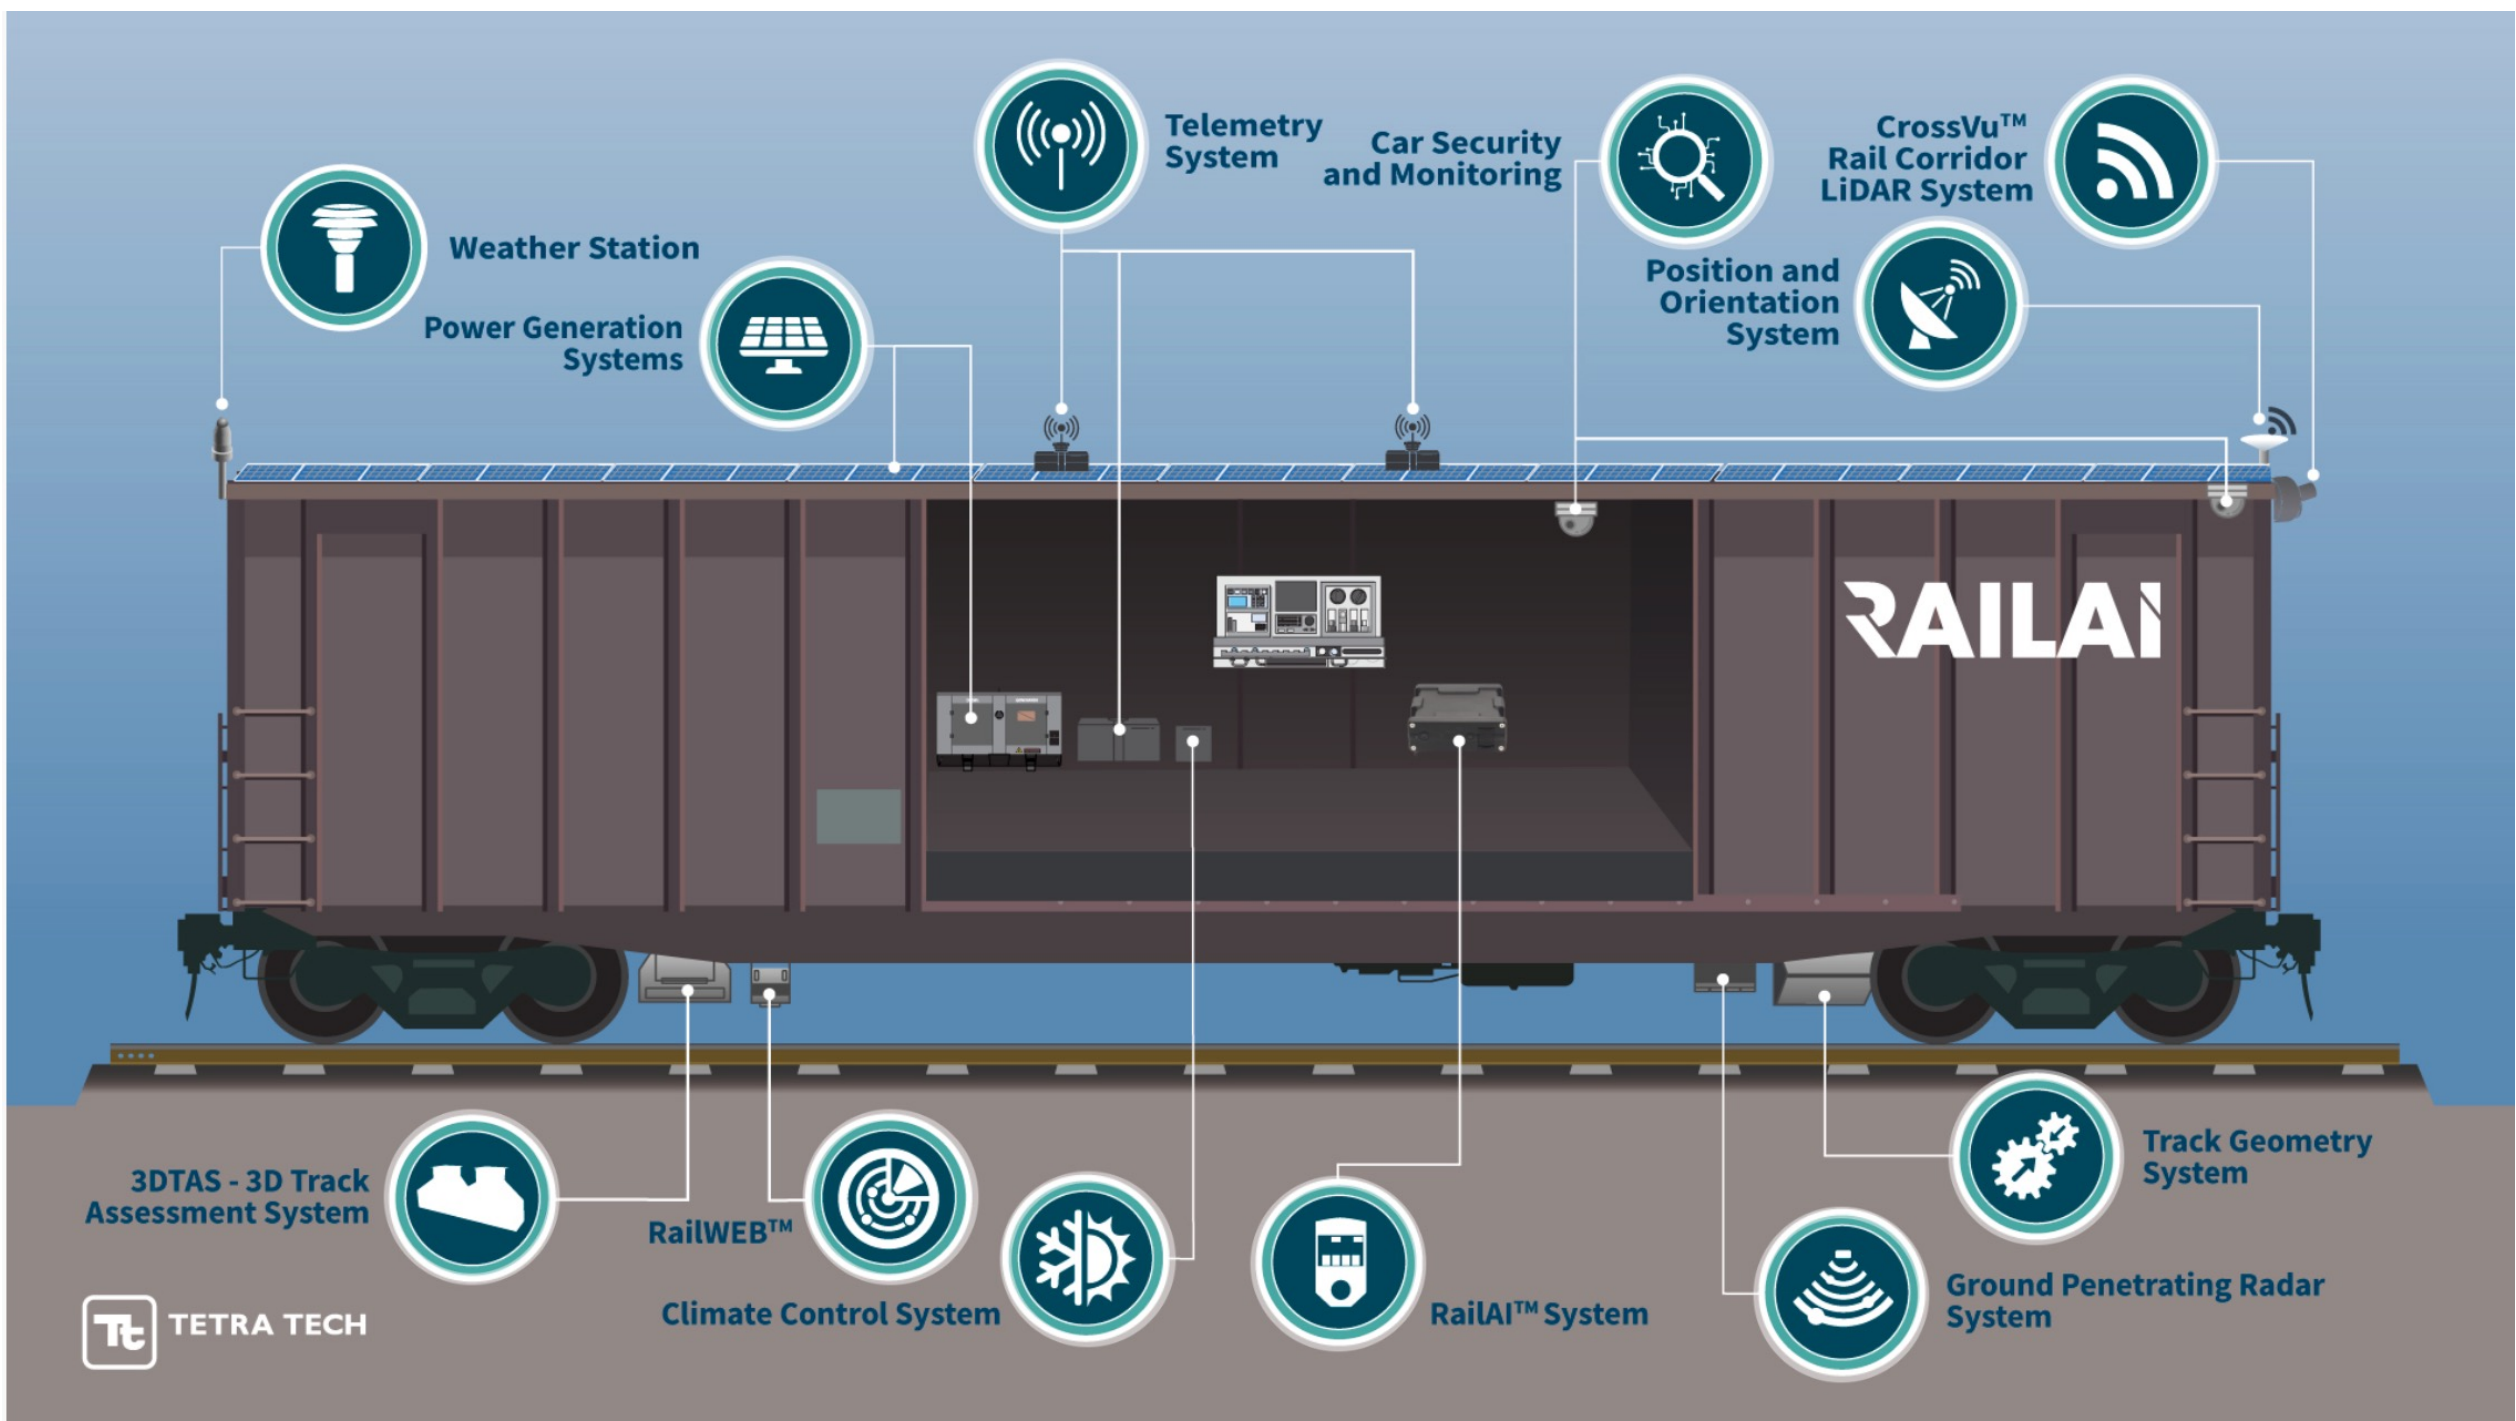 Telemetry
System
Car Security
and Monitoring
CrossVu™
Rail Corridor
LiDAR System
Weather Station
Position and
Orientation
System
Power Generation
Systems
RAILAI
3DTAS - 3D Track
Assessment System
RailWEB™
Climate Control System
RailAI™ System
Track Geometry
System
Ground Penetrating Radar
System
Tt TETRA TECH